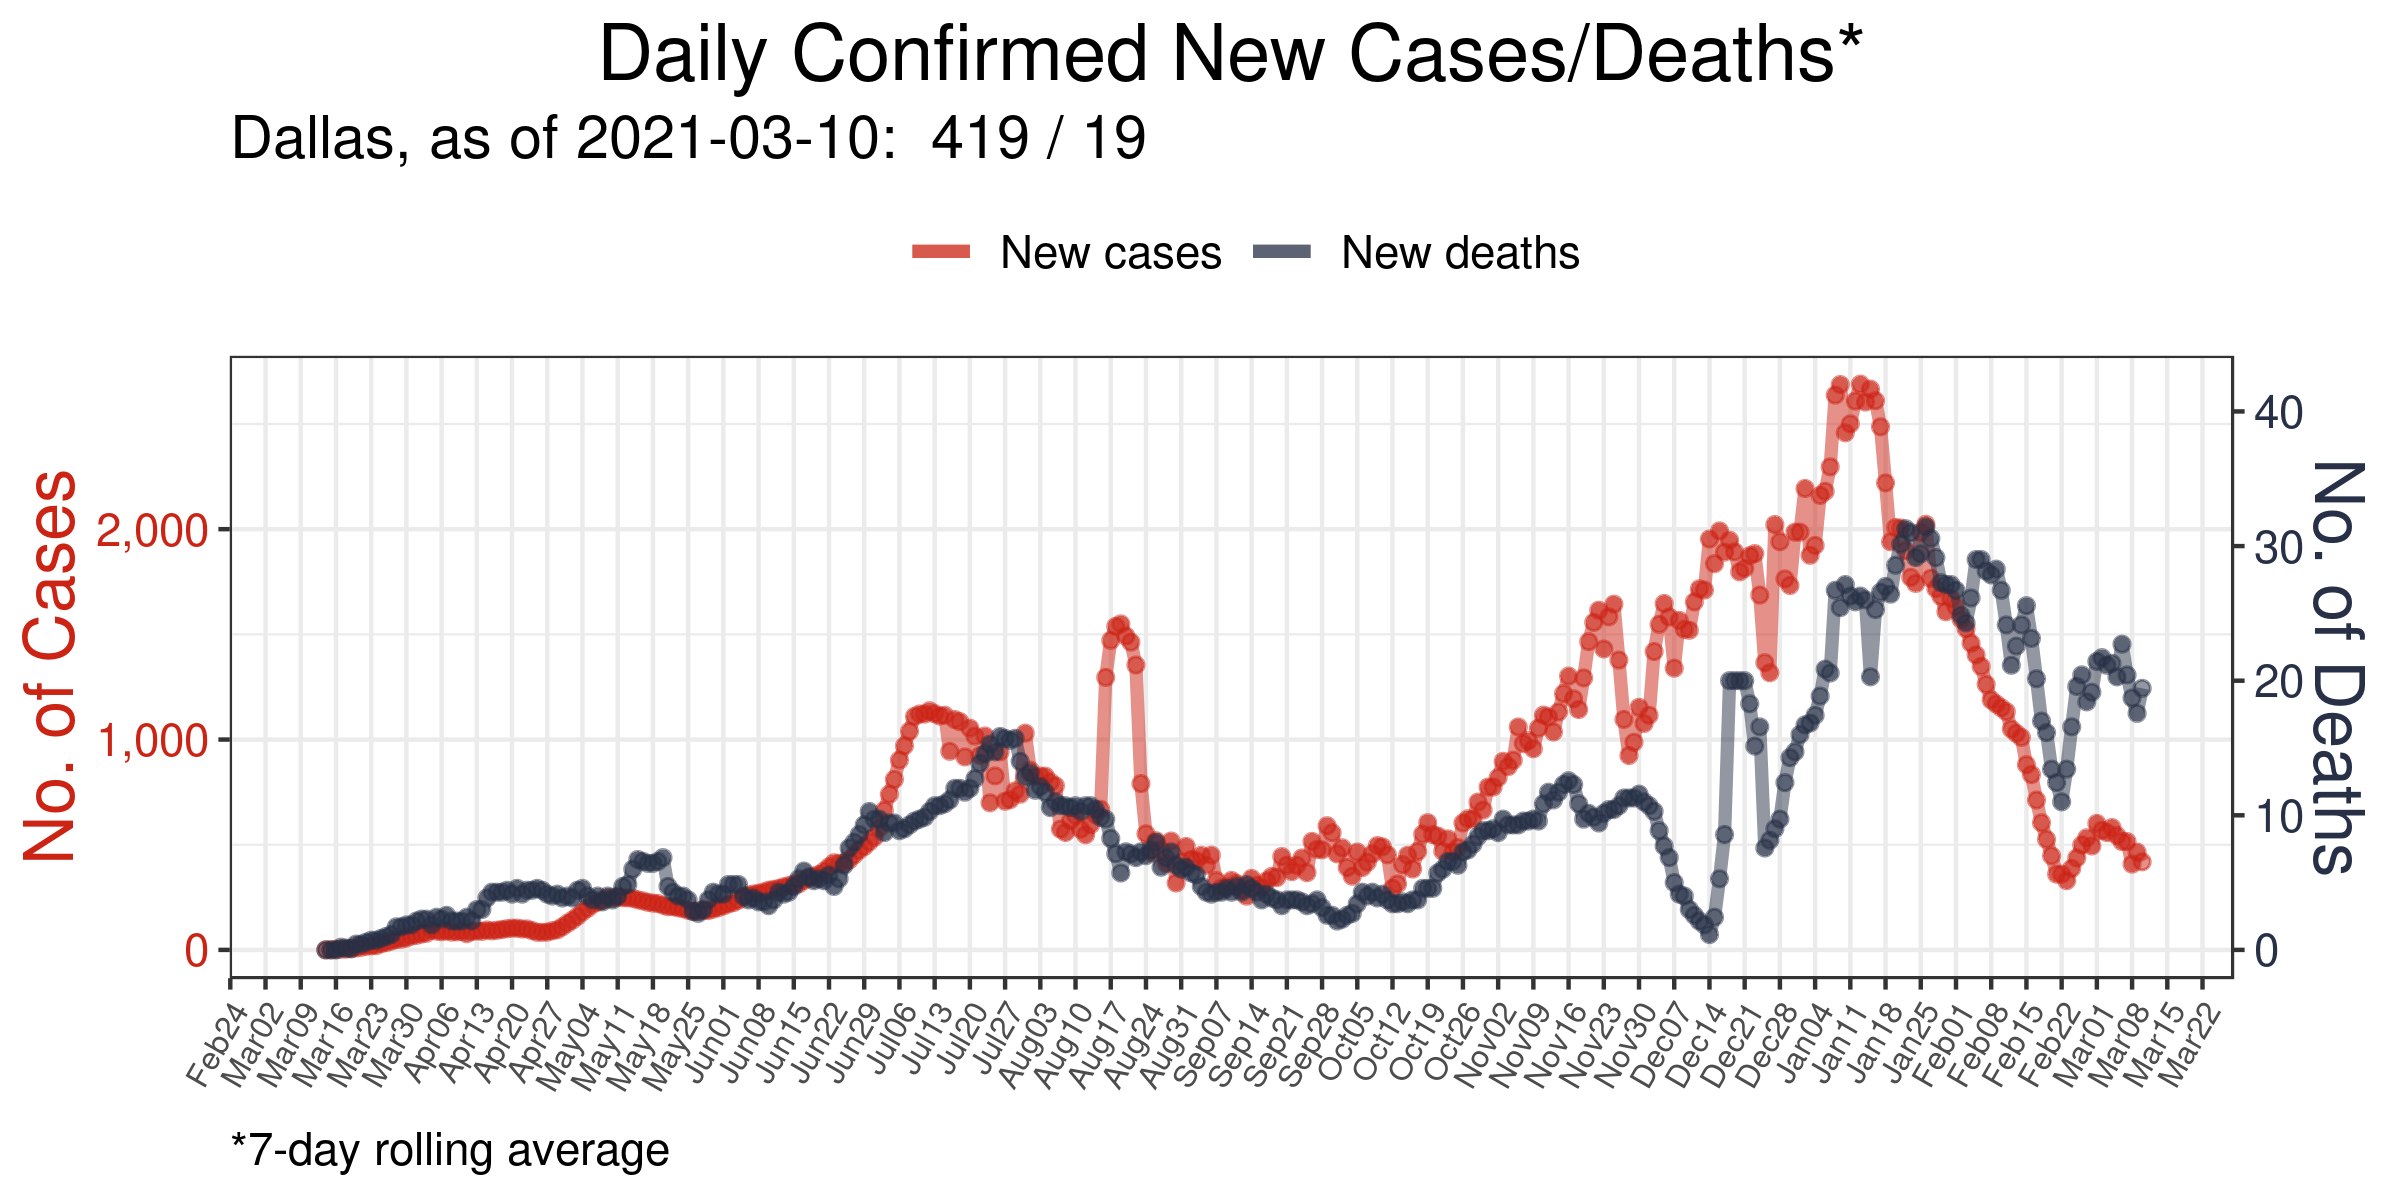 Daily Confirmed New Cases/Deaths*
Dallas, as of 2021-03-10:  419 / 19
New cases
New deaths
No. of Cases
2,000
1,000
0
40
30
20
10
0
No. of Deaths
Feb24
Mar02
Mar09
Mar16
Mar23
Mar30
Apr06
Apr13
Apr20
Apr27
May04
May11
May18
May25
Jun01
Jun08
Jun15
Jun22
Jun29
Jul06
Jul13
Jul20
Jul27
Aug03
Aug10
Aug17
Aug24
Aug31
Sep07
Sep14
Sep21
Sep28
Oct05
Oct12
Oct19
Oct26
Nov02
Nov09
Nov16
Nov23
Nov30
Dec07
Dec14
Dec21
Dec28
Jan04
Jan11
Jan18
Jan25
Feb01
Feb08
Feb15
Feb22
Mar01
Mar08
Mar15
Mar22
*7-day rolling average